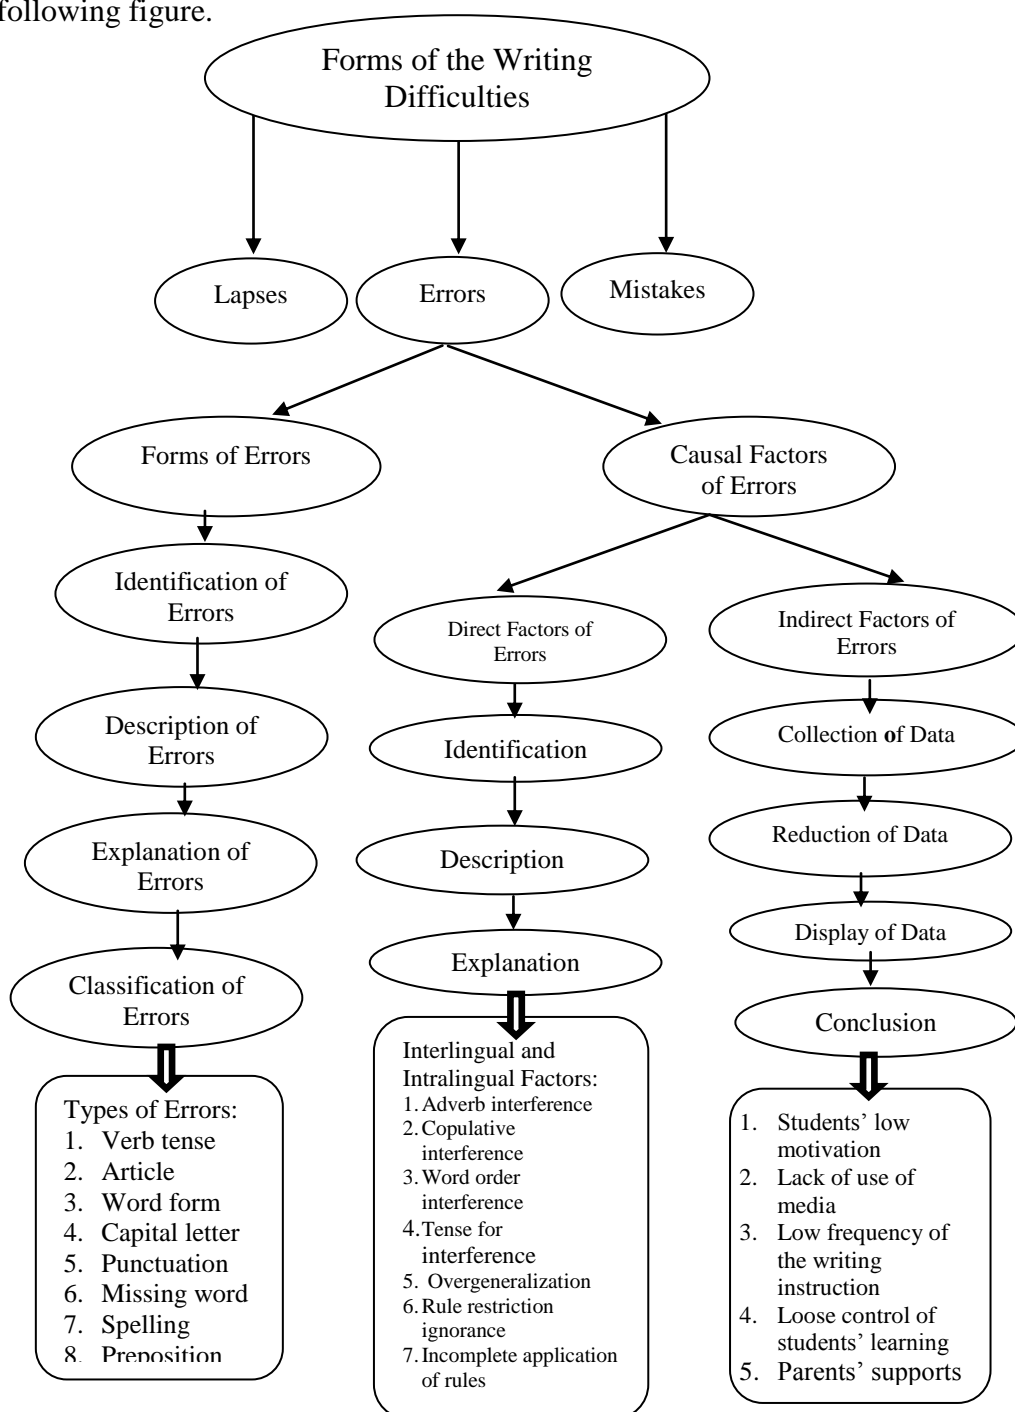 following figure.
Forms of the Writing
Difficulties
Lapses
Errors
Mistakes
Forms of Errors
Causal Factors
of Errors
Identification of
Errors
Direct Factors of
Errors
Indirect Factors of
Errors
Description of
Errors
Identification
Collection of Data
Explanation of
Errors
Description
Reduction of Data
Classification of
Errors
Explanation
Display of Data
Conclusion
Types of Errors:
1. Verb tense
2. Article
3. Word form
4. Capital letter
5. Punctuation
6. Missing word
7. Spelling
8. Preposition
Interlingual and
Intralingual Factors:
1. Adverb interference
2. Copulative
interference
3. Word order
interference
4. Tense for
interference
5. Overgeneralization
6. Rule restriction
ignorance
7. Incomplete application
of rules
1. Students’ low
motivation
2. Lack of use of
media
3. Low frequency of
the writing
instruction
4. Loose control of
students’ learning
5. Parents’ supports